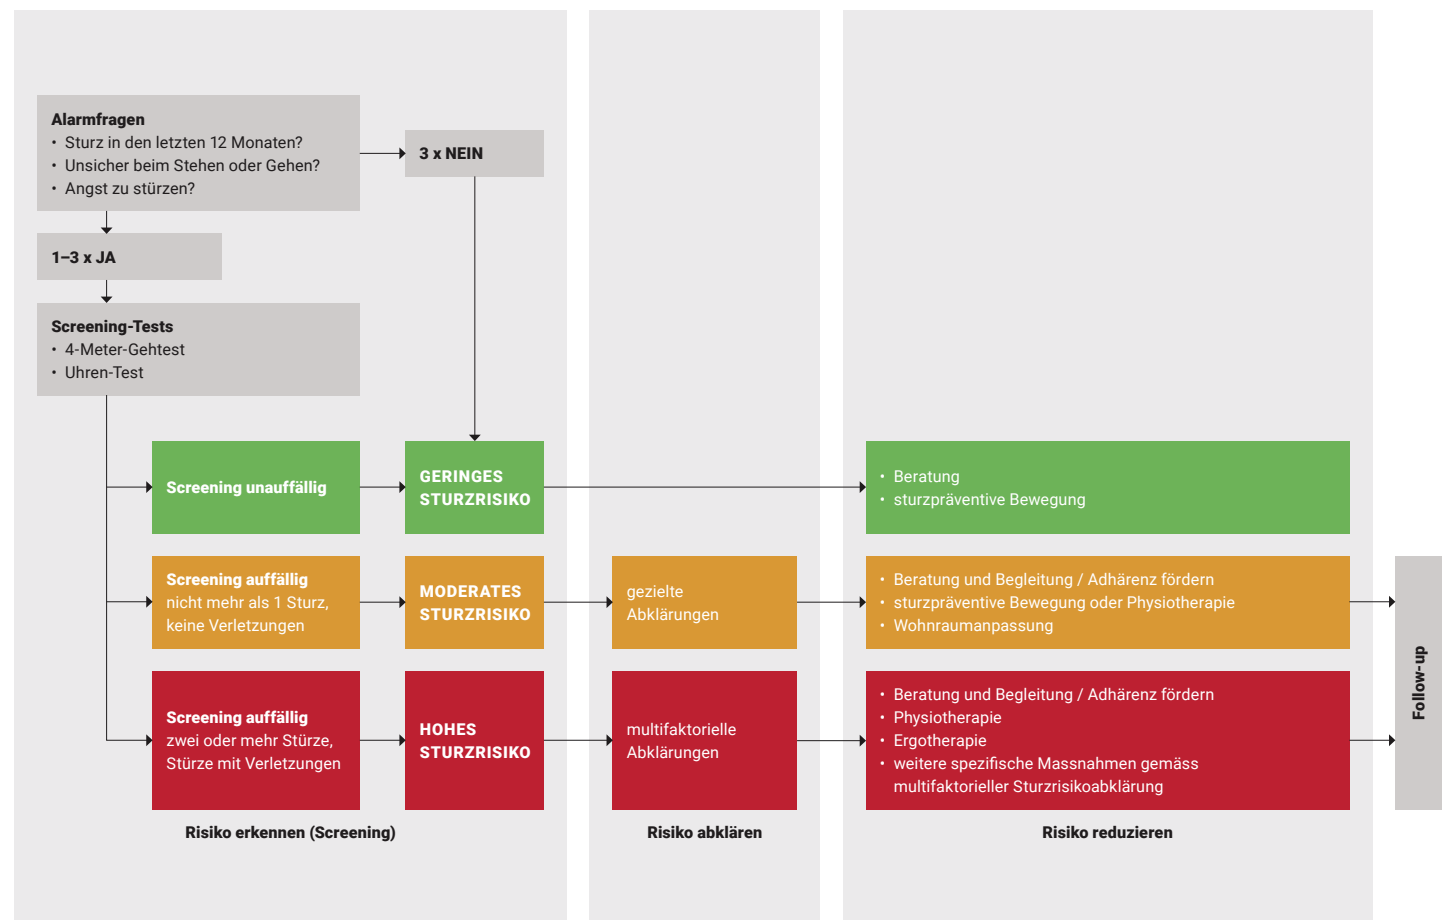 Alarmfragen
• Sturz in den letzten 12 Monaten?
• Unsicher beim Stehen oder Gehen?
• Angst zu stürzen?
3 x NEIN
1–3 x JA
Screening-Tests
• 4-Meter-Gehtest
• Uhren-Test
Screening unauffällig
GERINGES
STURZRISIKO
• Beratung
• sturzpräventive Bewegung
Screening auffällig
nicht mehr als 1 Sturz,
keine Verletzungen
MODERATES
STURZRISIKO
gezielte
Abklärungen
• Beratung und Begleitung / Adhärenz fördern
• sturzpräventive Bewegung oder Physiotherapie
• Wohnraumanpassung
Screening auffällig
zwei oder mehr Stürze,
Stürze mit Verletzungen
HOHES
STURZRISIKO
multifaktorielle
Abklärungen
• Beratung und Begleitung / Adhärenz fördern
• Physiotherapie
• Ergotherapie
• weitere spezifische Massnahmen gemäss
multifaktorieller Sturzrisikoabklärung
Follow-up
Risiko erkennen (Screening)
Risiko abklären
Risiko reduzieren